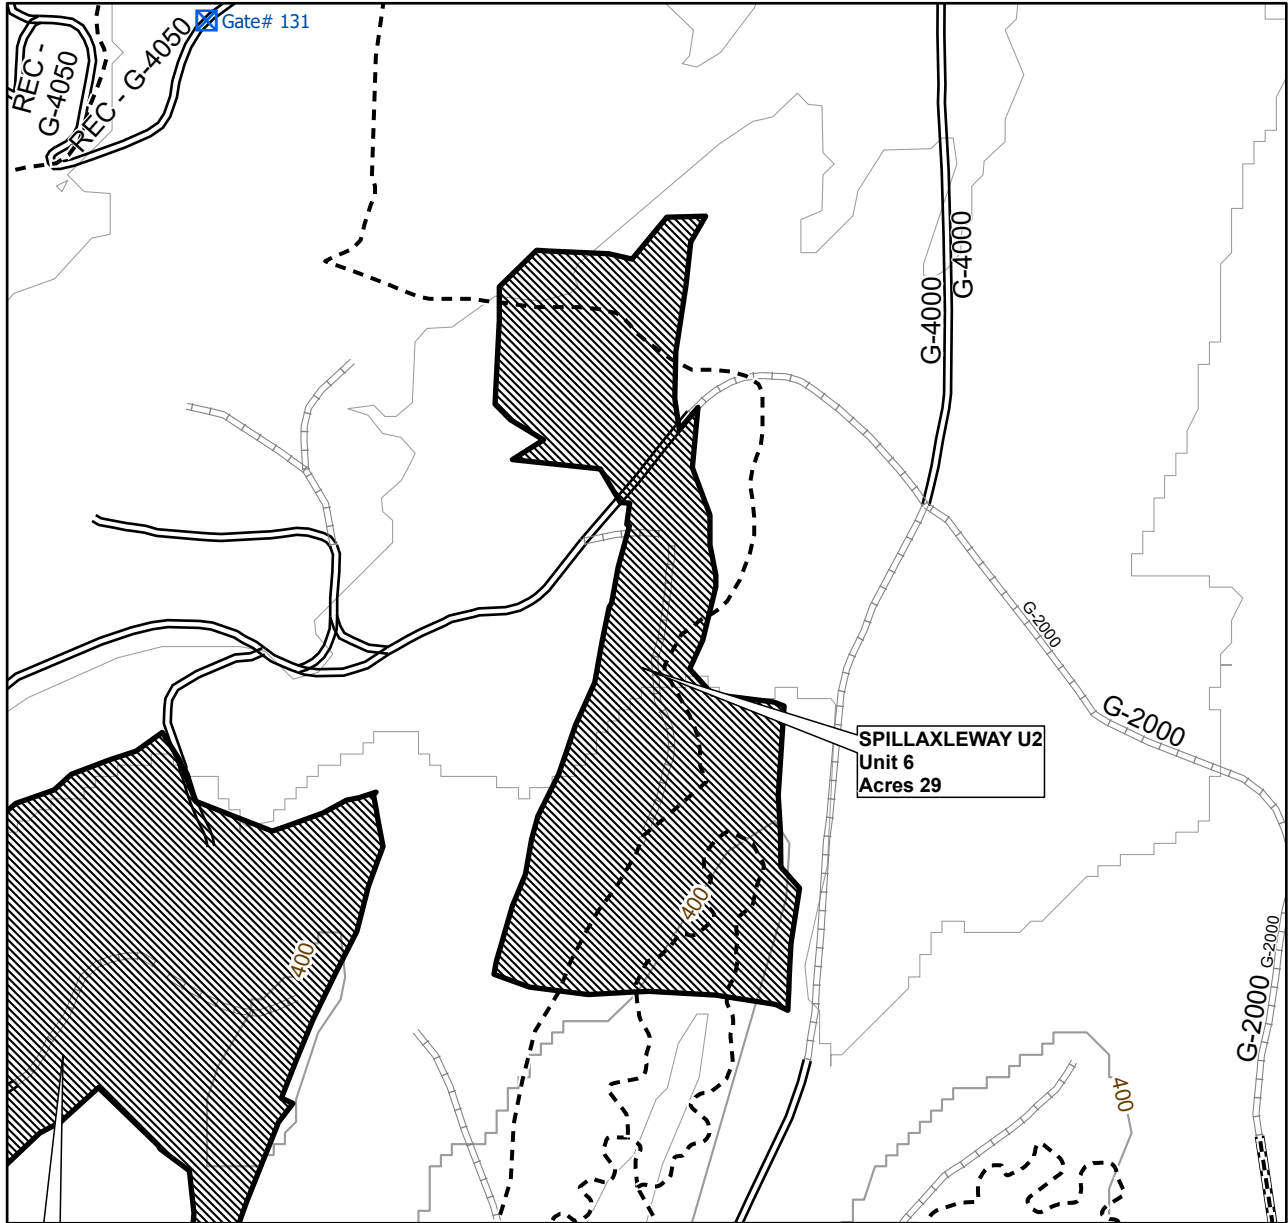 Gate# 131
REC -
G-4050
REC - G-4050
G-4000
G-4000
G-2000
G-2000
SPILLAXLEWAY U2
Unit 6
Acres 29
400
400
G-2000
G-2000
400